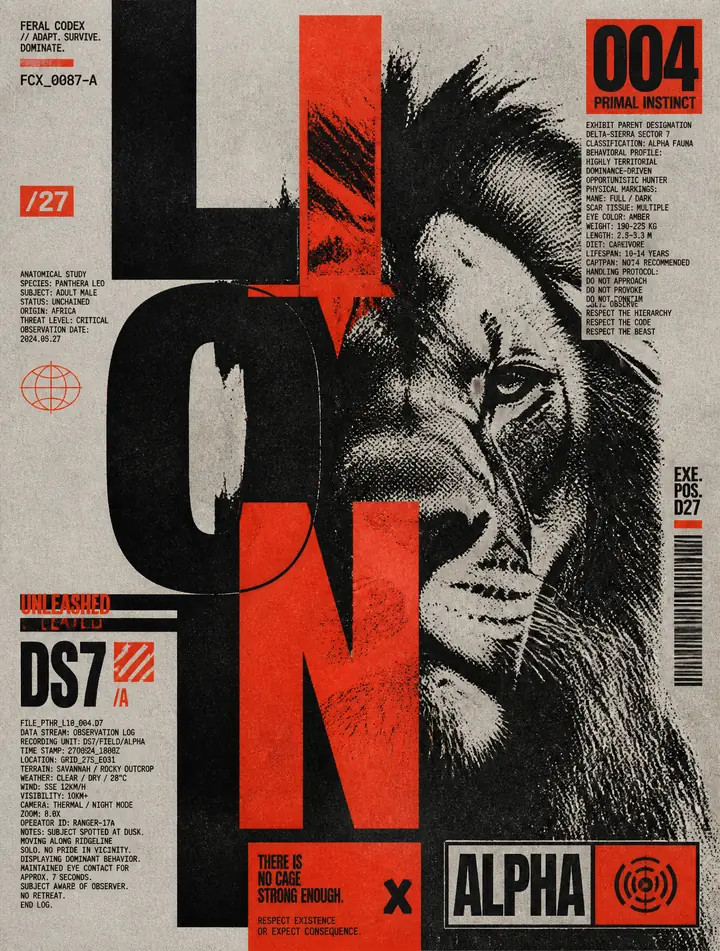 FERAL CODEX
// ADAPT. SURVIVE.
DOMINATE.
FCX_0087-A
/27
ANATOMICAL STUDY
SPECIES: PANTHERA LEO
SUBJECT: ADULT MALE
STATUS: UNCHAINED
ORIGIN: AFRICA
THREAT LEVEL: CRITICAL
OBSERVATION DATE:
2024.05.27
LION
004
PRIMAL INSTINCT
EXHIBIT PARENT DESIGNATION
DELTA-SIERRA SECTOR 7
CLASSIFICATION: ALPHA FAUNA
BEHAVIORAL PROFILE:
HIGHLY TERRITORIAL
DOMINANCE-DRIVEN
OPPORTUNISTIC HUNTER
PHYSICAL MARKINGS:
MANE: FULL / DARK
SCAR TISSUE: MULTIPLE
EYE COLOR: AMBER
WEIGHT: 190-225 KG
LENGTH: 2.5-3.3 M
DIET: CARNIVORE
LIFESPAN: 10-14 YEARS
RECOMMENDED
HANDLING PROTOCOL:
DO NOT APPROACH
DO NOT PROVOKE
DO NOT
OBSERVE
RESPECT THE HIERARCHY
RESPECT THE CODE
RESPECT THE BEAST
EXE.
POS.
D27
UNLEASHED
DS7
/A
FILE_PTHR_L10_004.D7
DATA STREAM: OBSERVATION LOG
RECORDING UNIT: DS7/FIELD/ALPHA
TIME STAMP:
LOCATION: GRID_27S_E031
TERRAIN: SAVANNAH / ROCKY OUTCROP
WEATHER: CLEAR / DRY / 28°C
WIND: SSE 12KM/H
VISIBILITY: 10KM+
CAMERA: THERMAL / NIGHT MODE
ZOOM: 8.0X
OPERATOR ID: RANGER-17A
NOTES: SUBJECT SPOTTED AT DUSK.
MOVING ALONG RIDGELINE
SOLO. NO PRIDE IN VICINITY.
DISPLAYING DOMINANT BEHAVIOR.
MAINTAINED EYE CONTACT FOR
APPROX. 7 SECONDS.
SUBJECT AWARE OF OBSERVER.
NO RETREAT.
END LOG.
THERE IS
NO CAGE
STRONG ENOUGH.
X
RESPECT EXISTENCE
OR EXPECT CONSEQUENCE.
ALPHA